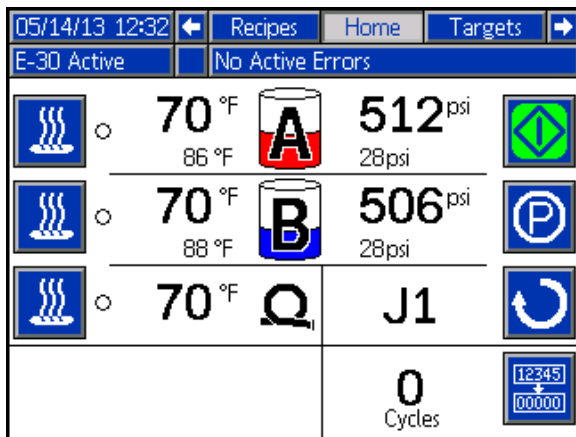 05/14/13 12:32 Recipes Home Targets
E-30 Active No Active Errors
70 °F A 512 psi
86 °F 28psi
70 °F B 506 psi
88 °F 28psi
P
70 °F J1
0
Cycles
12345
00000